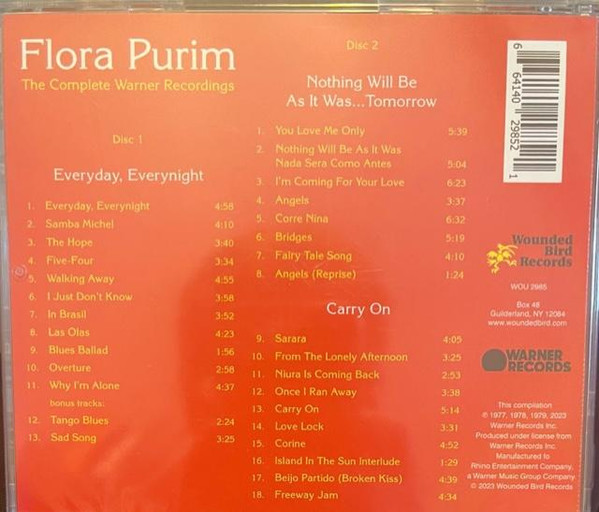 Flora Purim
The Complete Warner Recordings
Disc 1
Everyday, Everynight
1. Everyday, Everynight 4:56
2. Samba Michel 4:10
3. The Hope 3:40
4. Five-Four 3:34
5. Walking Away 4:55
6. I Just Don't Know 3:58
7. In Brasil 3:52
8. Las Olas 4:23
9. Blues Ballad 1:56
10. Overture 2:58
11. Why I'm Alone 4:37
bonus tracks:
12. Tango Blues 2:24
13. Sad Song 3:25
Disc 2
Nothing Will Be
As It Was...Tomorrow
1. You Love Me Only 5:39
2. Nothing Will Be As It Was
Nada Sera Como Antes 5:04
3. I'm Coming For Your Love 6:23
4. Angels 3:37
5. Corre Nina 6:32
6. Bridges 5:19
7. Fairy Tale Song 4:10
8. Angels (Reprise) 1:24
Carry On
9. Sarara 4:05
10. From The Lonely Afternoon 3:25
11. Niura Is Coming Back 2:53
12. Once I Ran Away 3:38
13. Carry On 5:14
14. Love Lock 3:31
15. Corine 4:52
16. Island In The Sun Interlude 1:29
17. Beijo Partido (Broken Kiss) 4:39
18. Freeway Jam 4:34
6 64140 29852 1
Wounded
Bird
Records
WOU 2985
Box 48
Guilderland, NY 12084
www.woundedbird.com
WARNER
RECORDS
This compilation
℗ 1977, 1978, 1979, 2023
Warner Records Inc.
Produced under license from
Warner Records Inc.
Manufactured to
Rhino Entertainment Company,
a Warner Music Group Company
© 2023 Wounded Bird Records